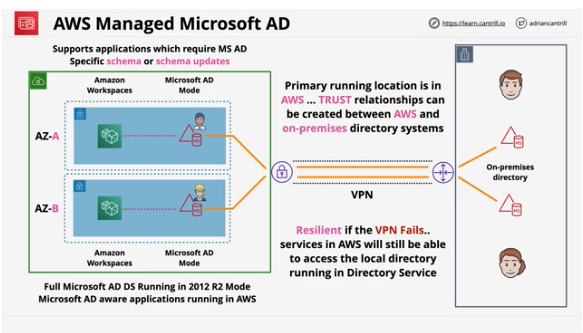 AWS Managed Microsoft AD
https://learn.cantrill.io
adriancantrill
Supports applications which require MS AD
Specific schema or schema updates
Amazon
Workspaces
Microsoft AD
Mode
AZ-A
MS
AZ-B
MS
Amazon
Workspaces
Microsoft AD
Mode
Full Microsoft AD DS Running in 2012 R2 Mode
Microsoft AD aware applications running in AWS
Primary running location is in
AWS ... TRUST relationships can
be created between AWS and
on-premises directory systems
VPN
Resilient if the VPN Fails..
services in AWS will still be able
to access the local directory
running in Directory Service
MS
On-premises
directory
MS